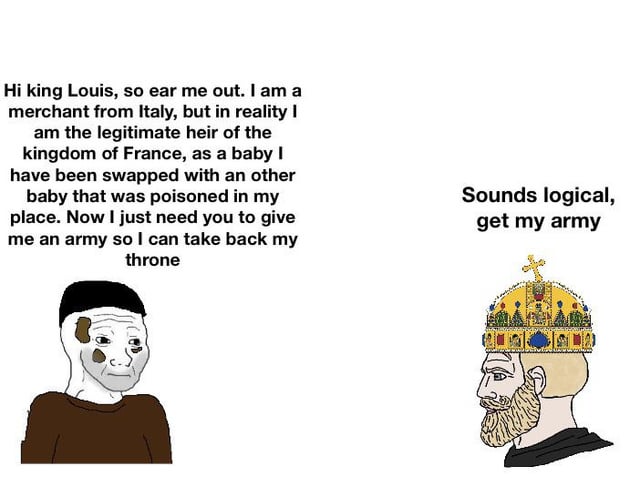 Hi king Louis, so ear me out. I am a
merchant from Italy, but in reality I
am the legitimate heir of the
kingdom of France, as a baby I
have been swapped with an other
baby that was poisoned in my
place. Now I just need you to give
me an army so I can take back my
throne
Sounds logical,
get my army